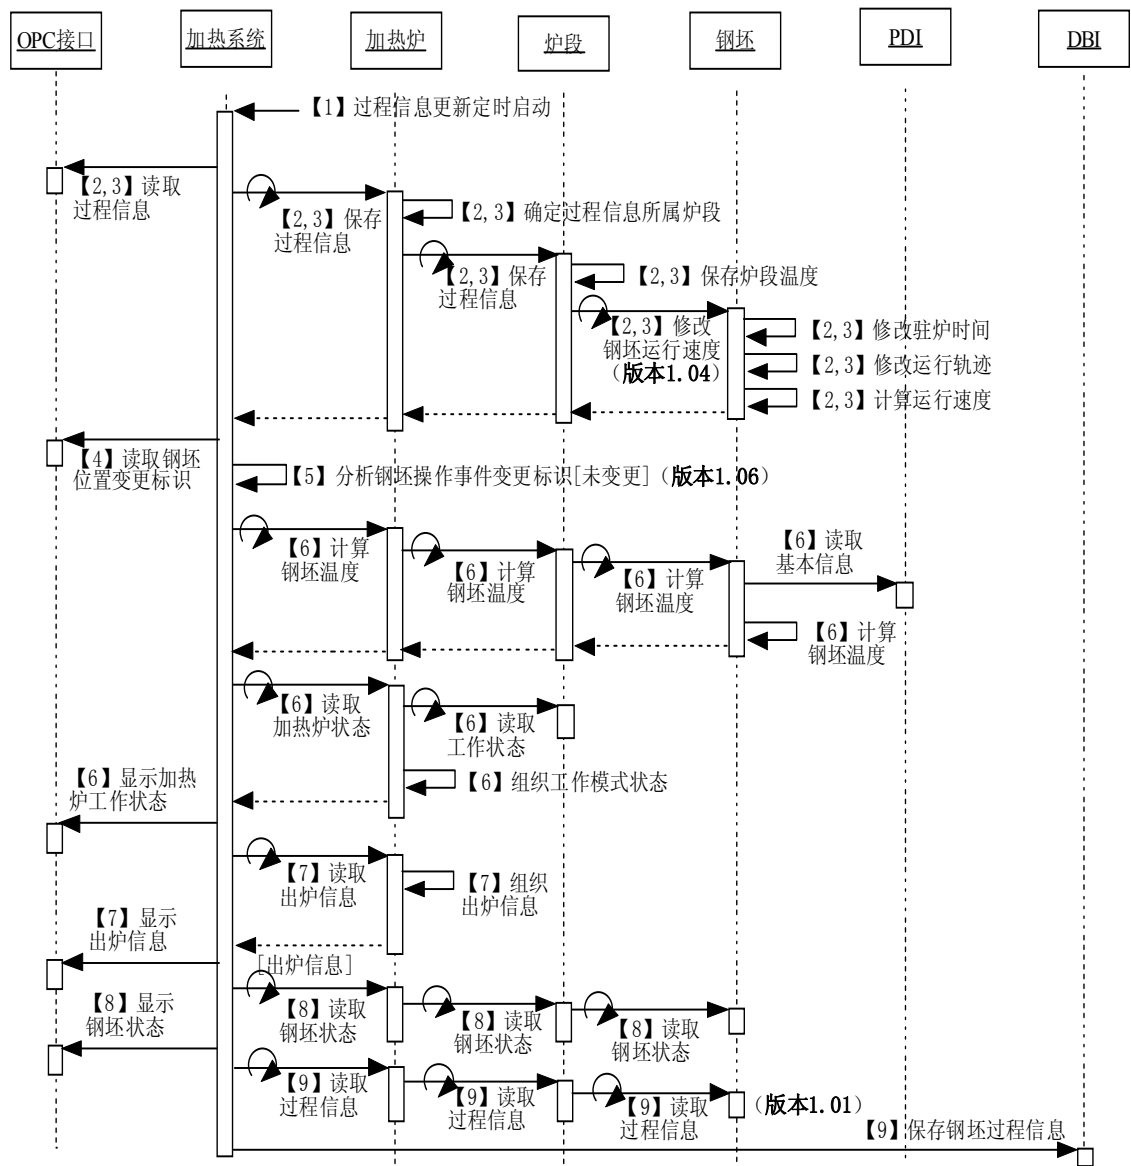 OPC接口
加热系统
加热炉
炉段
钢坯
PDI
DBI
【1】过程信息更新定时启动
【2,3】读取
过程信息
【2,3】保存
过程信息
【2,3】确定过程信息所属炉段
【2,3】保存
过程信息
【2,3】保存炉段温度
【2,3】修改
钢坯运行速度
（版本1.04）
【2,3】修改驻炉时间
【2,3】修改运行轨迹
【2,3】计算运行速度
【4】读取钢坯
位置变更标识
【5】分析钢坯操作事件变更标识[未变更]（版本1.06）
【6】计算
钢坯温度
【6】计算
钢坯温度
【6】计算
钢坯温度
【6】读取
基本信息
【6】计算
钢坯温度
【6】读取
加热炉状态
【6】读取
工作状态
【6】组织工作模式状态
【6】显示加热
炉工作状态
【7】读取
出炉信息
【7】组织
出炉信息
【7】显示
出炉信息
[出炉信息]
【8】读取
钢坯状态
【8】读取
钢坯状态
【8】读取
钢坯状态
【8】显示
钢坯状态
【9】读取
过程信息
【9】读取
过程信息
【9】读取
过程信息
（版本1.01）
【9】保存钢坯过程信息